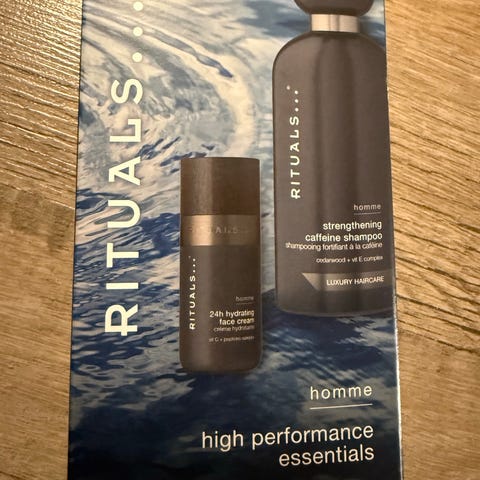 RITUALS...
RITUALS...
homme
strengthening
caffeine shampoo
shampooing fortifiant à la caféine
cedarwood + vit E complex
LUXURY HAIRCARE
RITUALS...
RITUALS...
homme
24h hydrating
face cream
crème hydratante
homme
high performance
essentials